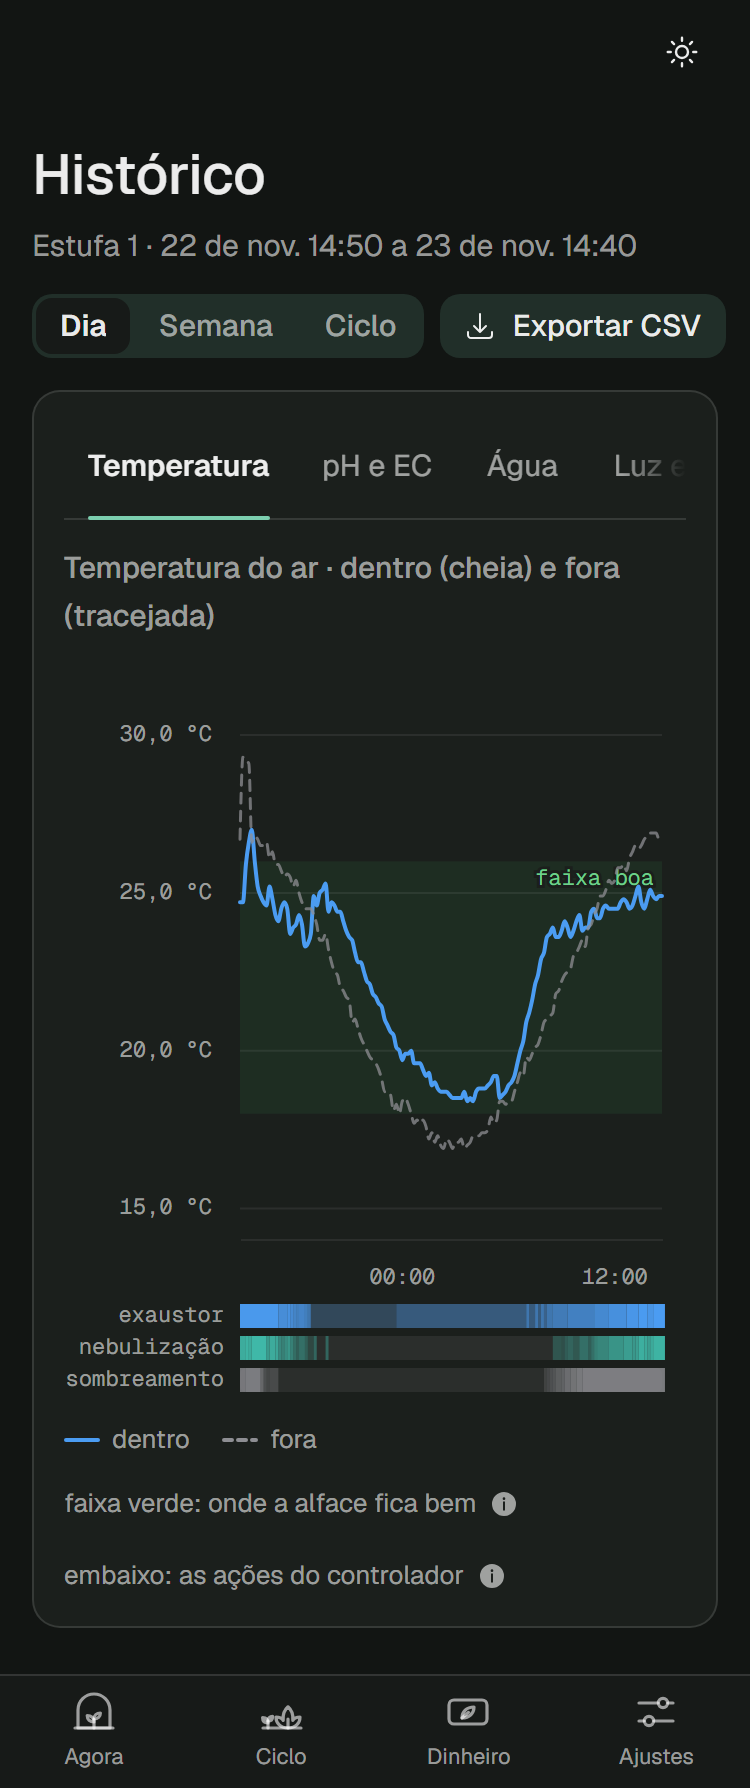 Histórico
Estufa 1 · 22 de nov. 14:50 a 23 de nov. 14:40
Dia Semana Ciclo Exportar CSV
Temperatura pH e EC Água Luz e
Temperatura do ar · dentro (cheia) e fora
(tracejada)
30,0 °C
faixa boa
25,0 °C
20,0 °C
15,0 °C
00:00 12:00
exaustor
nebulização
sombreamento
dentro fora
faixa verde: onde a alface fica bem
embaixo: as ações do controlador
Agora Ciclo Dinheiro Ajustes